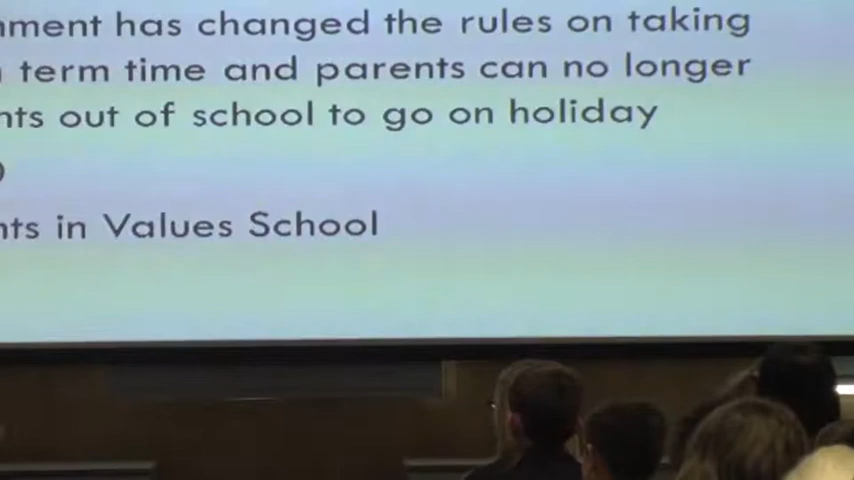 nment has changed the rules on taking
term time and parents can no longer
nts out of school to go on holiday
)
nts in Values School